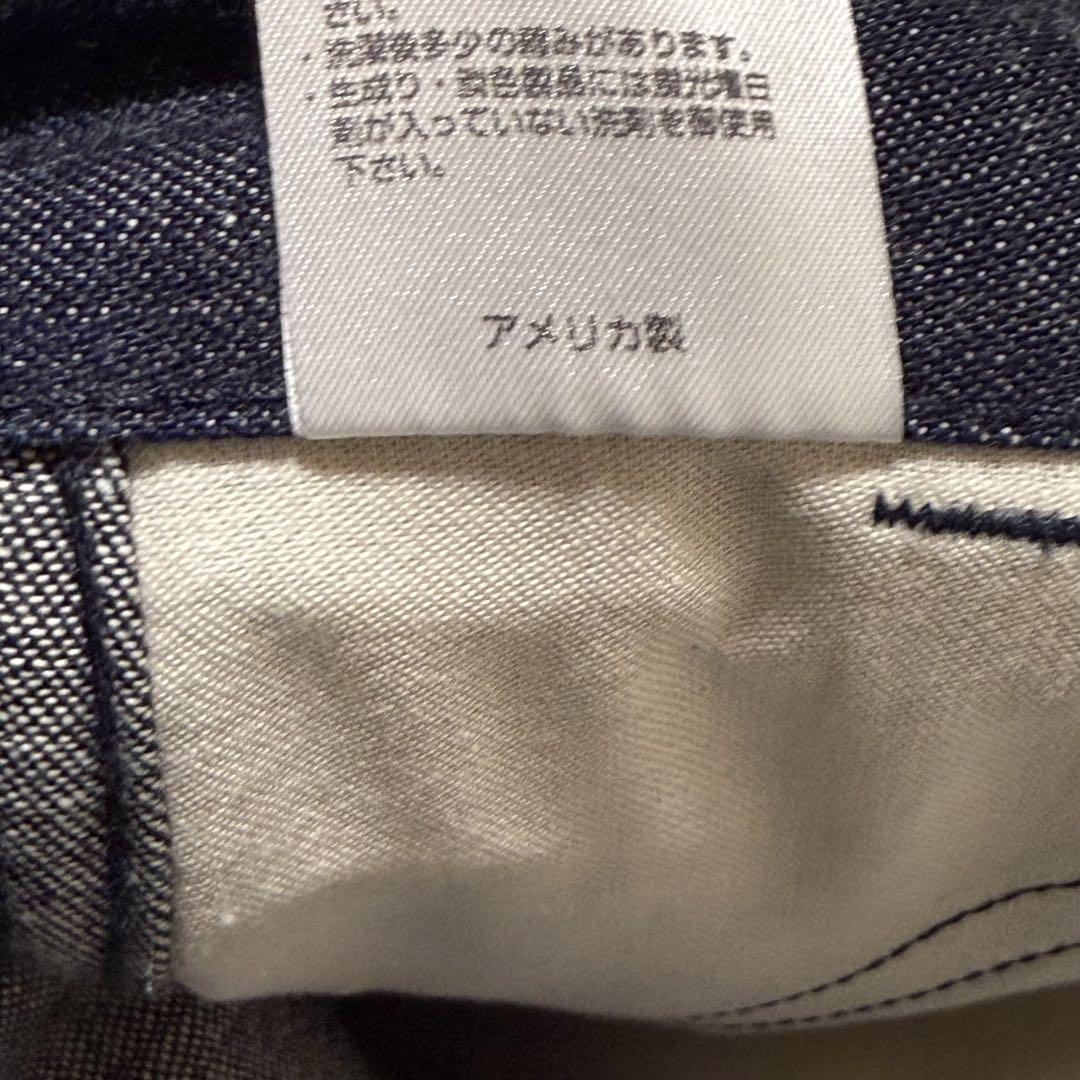 さい。
・洗濯後多少の縮みがあります。
・生成り・淡色製品には蛍光増白
剤が入っていない洗剤を御使用
下さい。
アメリカ製